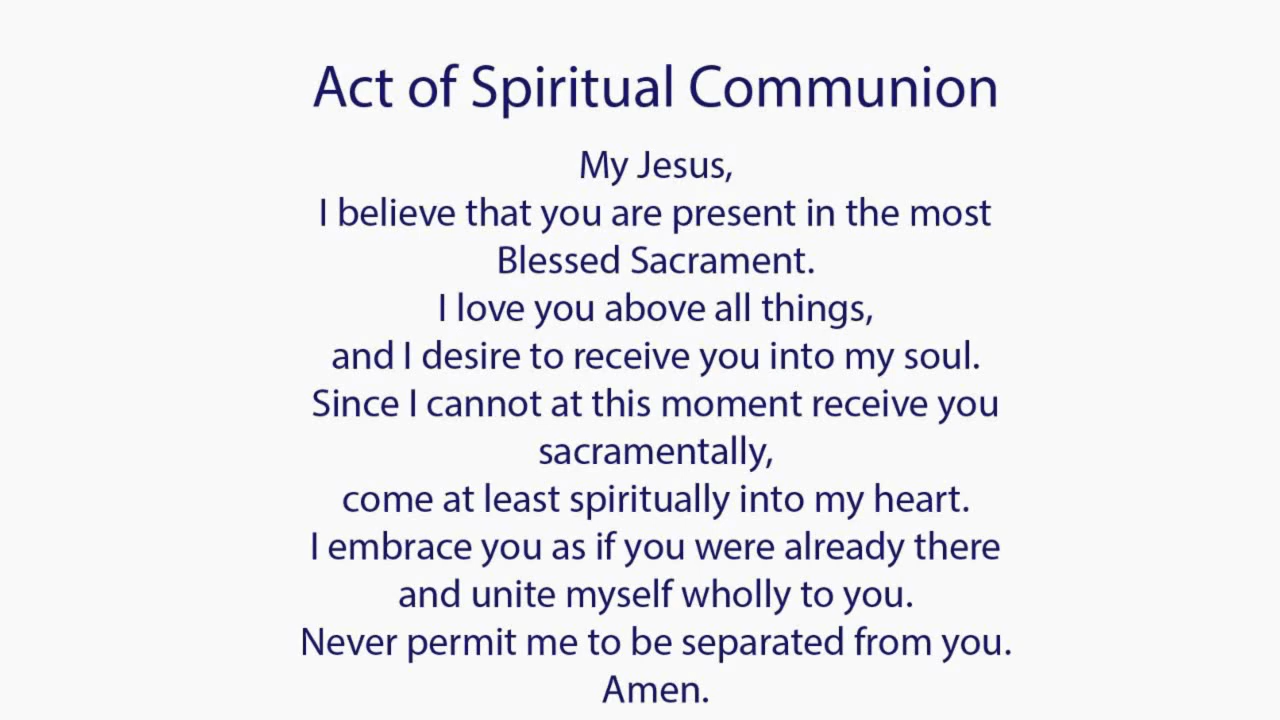 Act of Spiritual Communion
My Jesus,
I believe that you are present in the most
Blessed Sacrament.
I love you above all things,
and I desire to receive you into my soul.
Since I cannot at this moment receive you
sacramentally,
come at least spiritually into my heart.
I embrace you as if you were already there
and unite myself wholly to you.
Never permit me to be separated from you.
Amen.